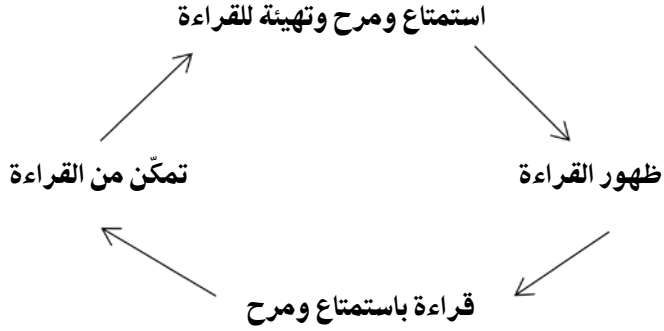 استمتاع ومرح وتهيئة للقراءة
ظهور القراءة
تمكّن من القراءة
قراءة باستمتاع ومرح